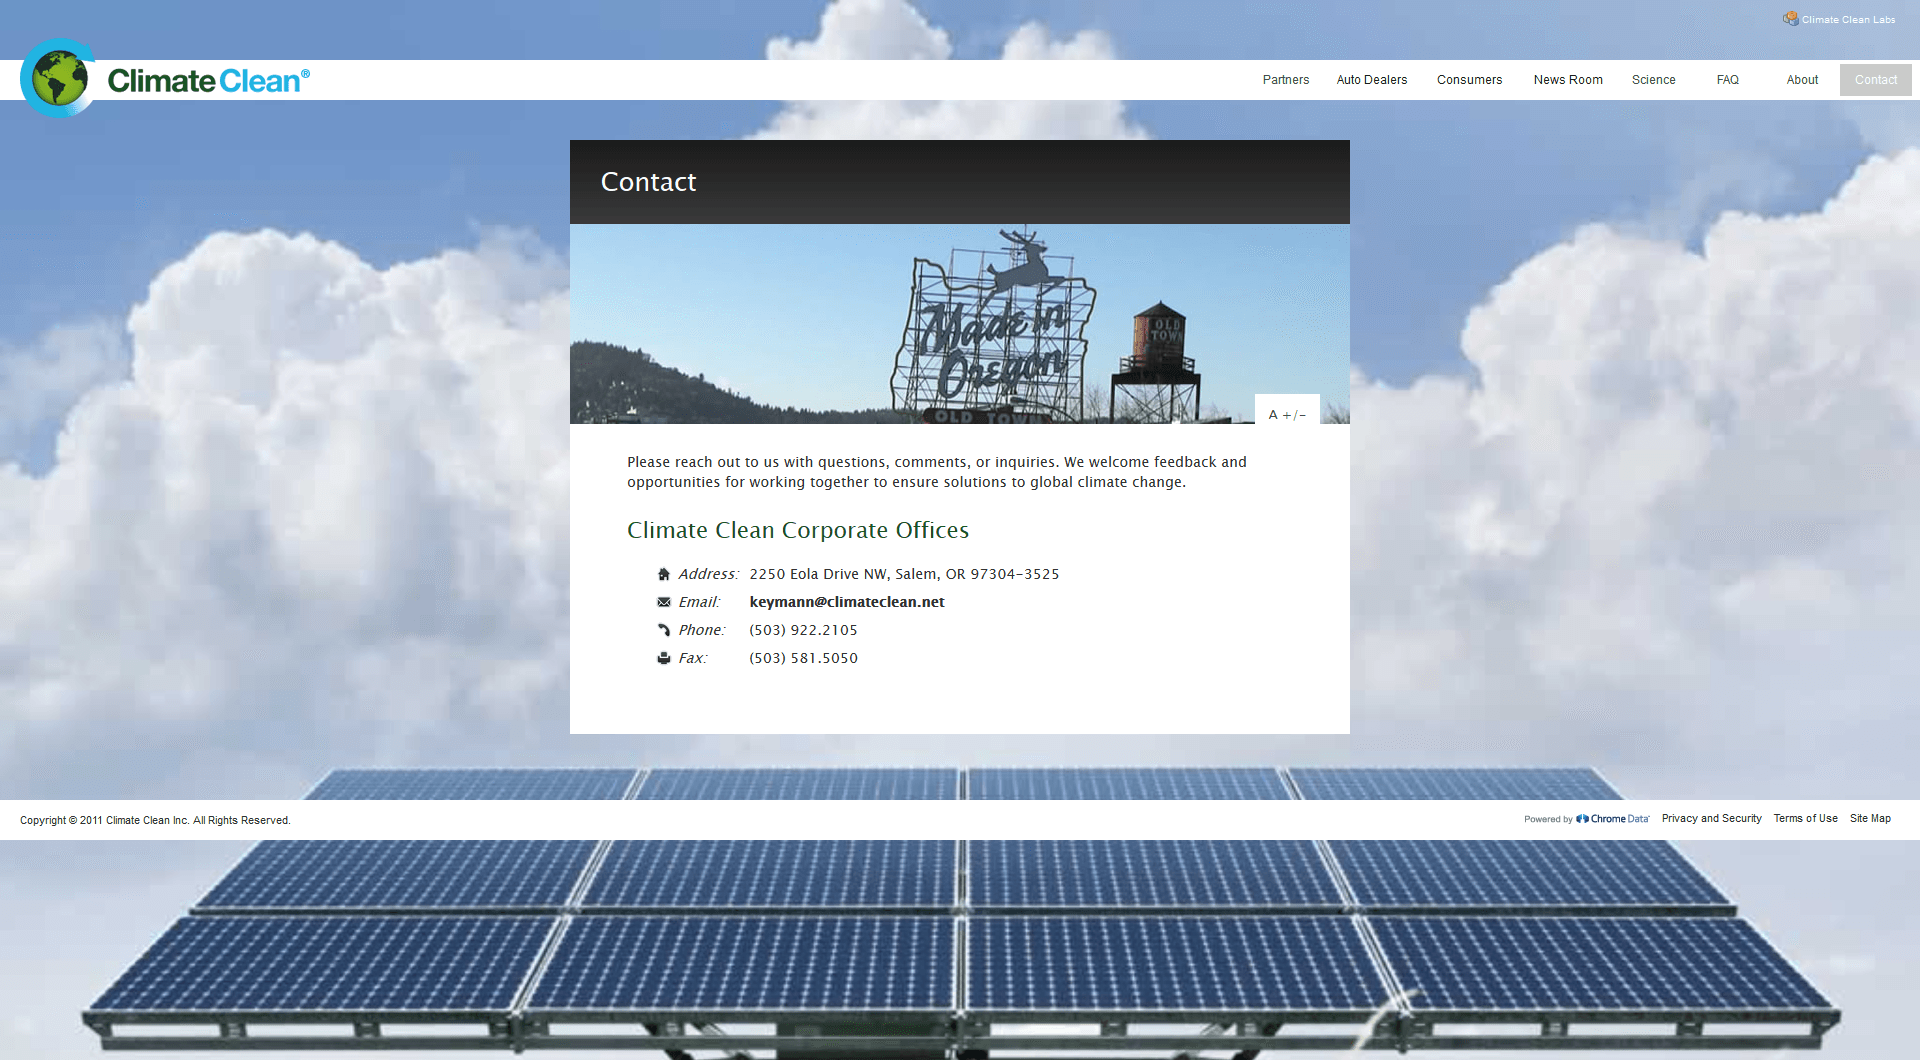 Climate Clean Labs
ClimateClean®
Partners Auto Dealers Consumers News Room Science FAQ About Contact
Contact
Made in
Oregon
OLD TOWN
OLD
TOWN
A +/-
Please reach out to us with questions, comments, or inquiries. We welcome feedback and
opportunities for working together to ensure solutions to global climate change.
Climate Clean Corporate Offices
Address: 2250 Eola Drive NW, Salem, OR 97304-3525
Email: keymann@climateclean.net
Phone: (503) 922.2105
Fax: (503) 581.5050
Copyright © 2011 Climate Clean Inc. All Rights Reserved.
Powered by Chrome Data Privacy and Security Terms of Use Site Map